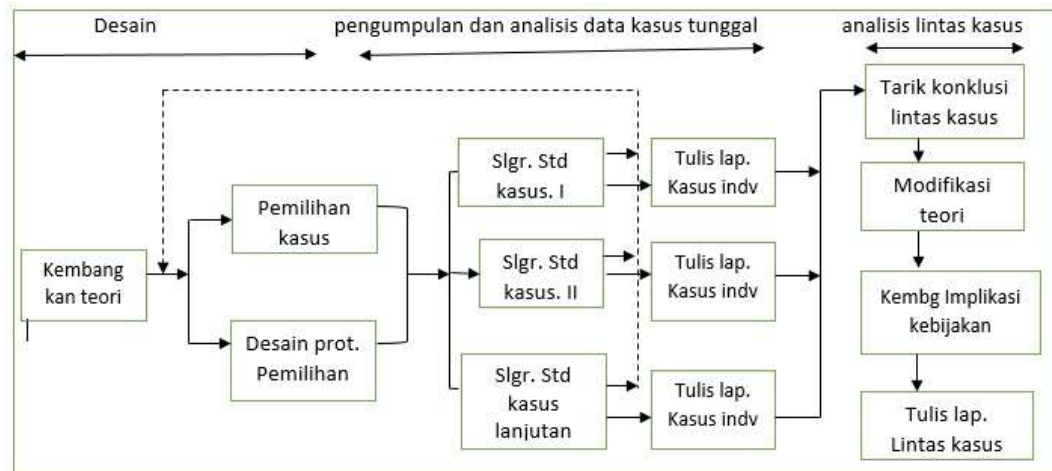 Desain
pengumpulan dan analisis data kasus tunggal
analisis lintas kasus
Kembang
kan teori
Pemilihan
kasus
Desain prot.
Pemilihan
Slgr. Std
kasus. I
Slgr. Std
kasus. II
Slgr. Std
kasus
lanjutan
Tulis lap.
Kasus indv
Tulis lap.
Kasus indv
Tulis lap.
Kasus indv
Tarik konklusi
lintas kasus
Modifikasi
teori
Kembg Implikasi
kebijakan
Tulis lap.
Lintas kasus